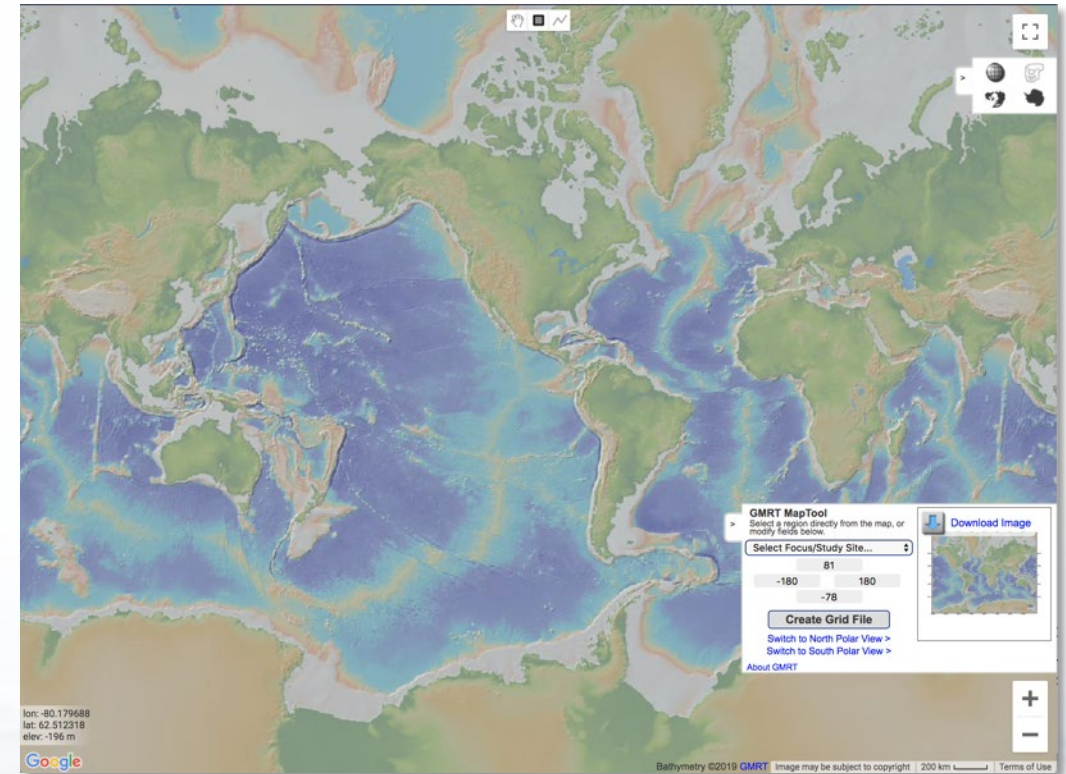 >
GMRT MapTool
Select a region directly from the map, or
modify fields below.
> Download Image
Select Focus/Study Site...
81
-180 180
-78
Create Grid File
Switch to North Polar View >
Switch to South Polar View >
About GMRT
+
−
lon: -80.179688
lat: 62.512318
elev: -196 m
Google
Bathymetry ©2019 GMRT Image may be subject to copyright 200 km Terms of Use